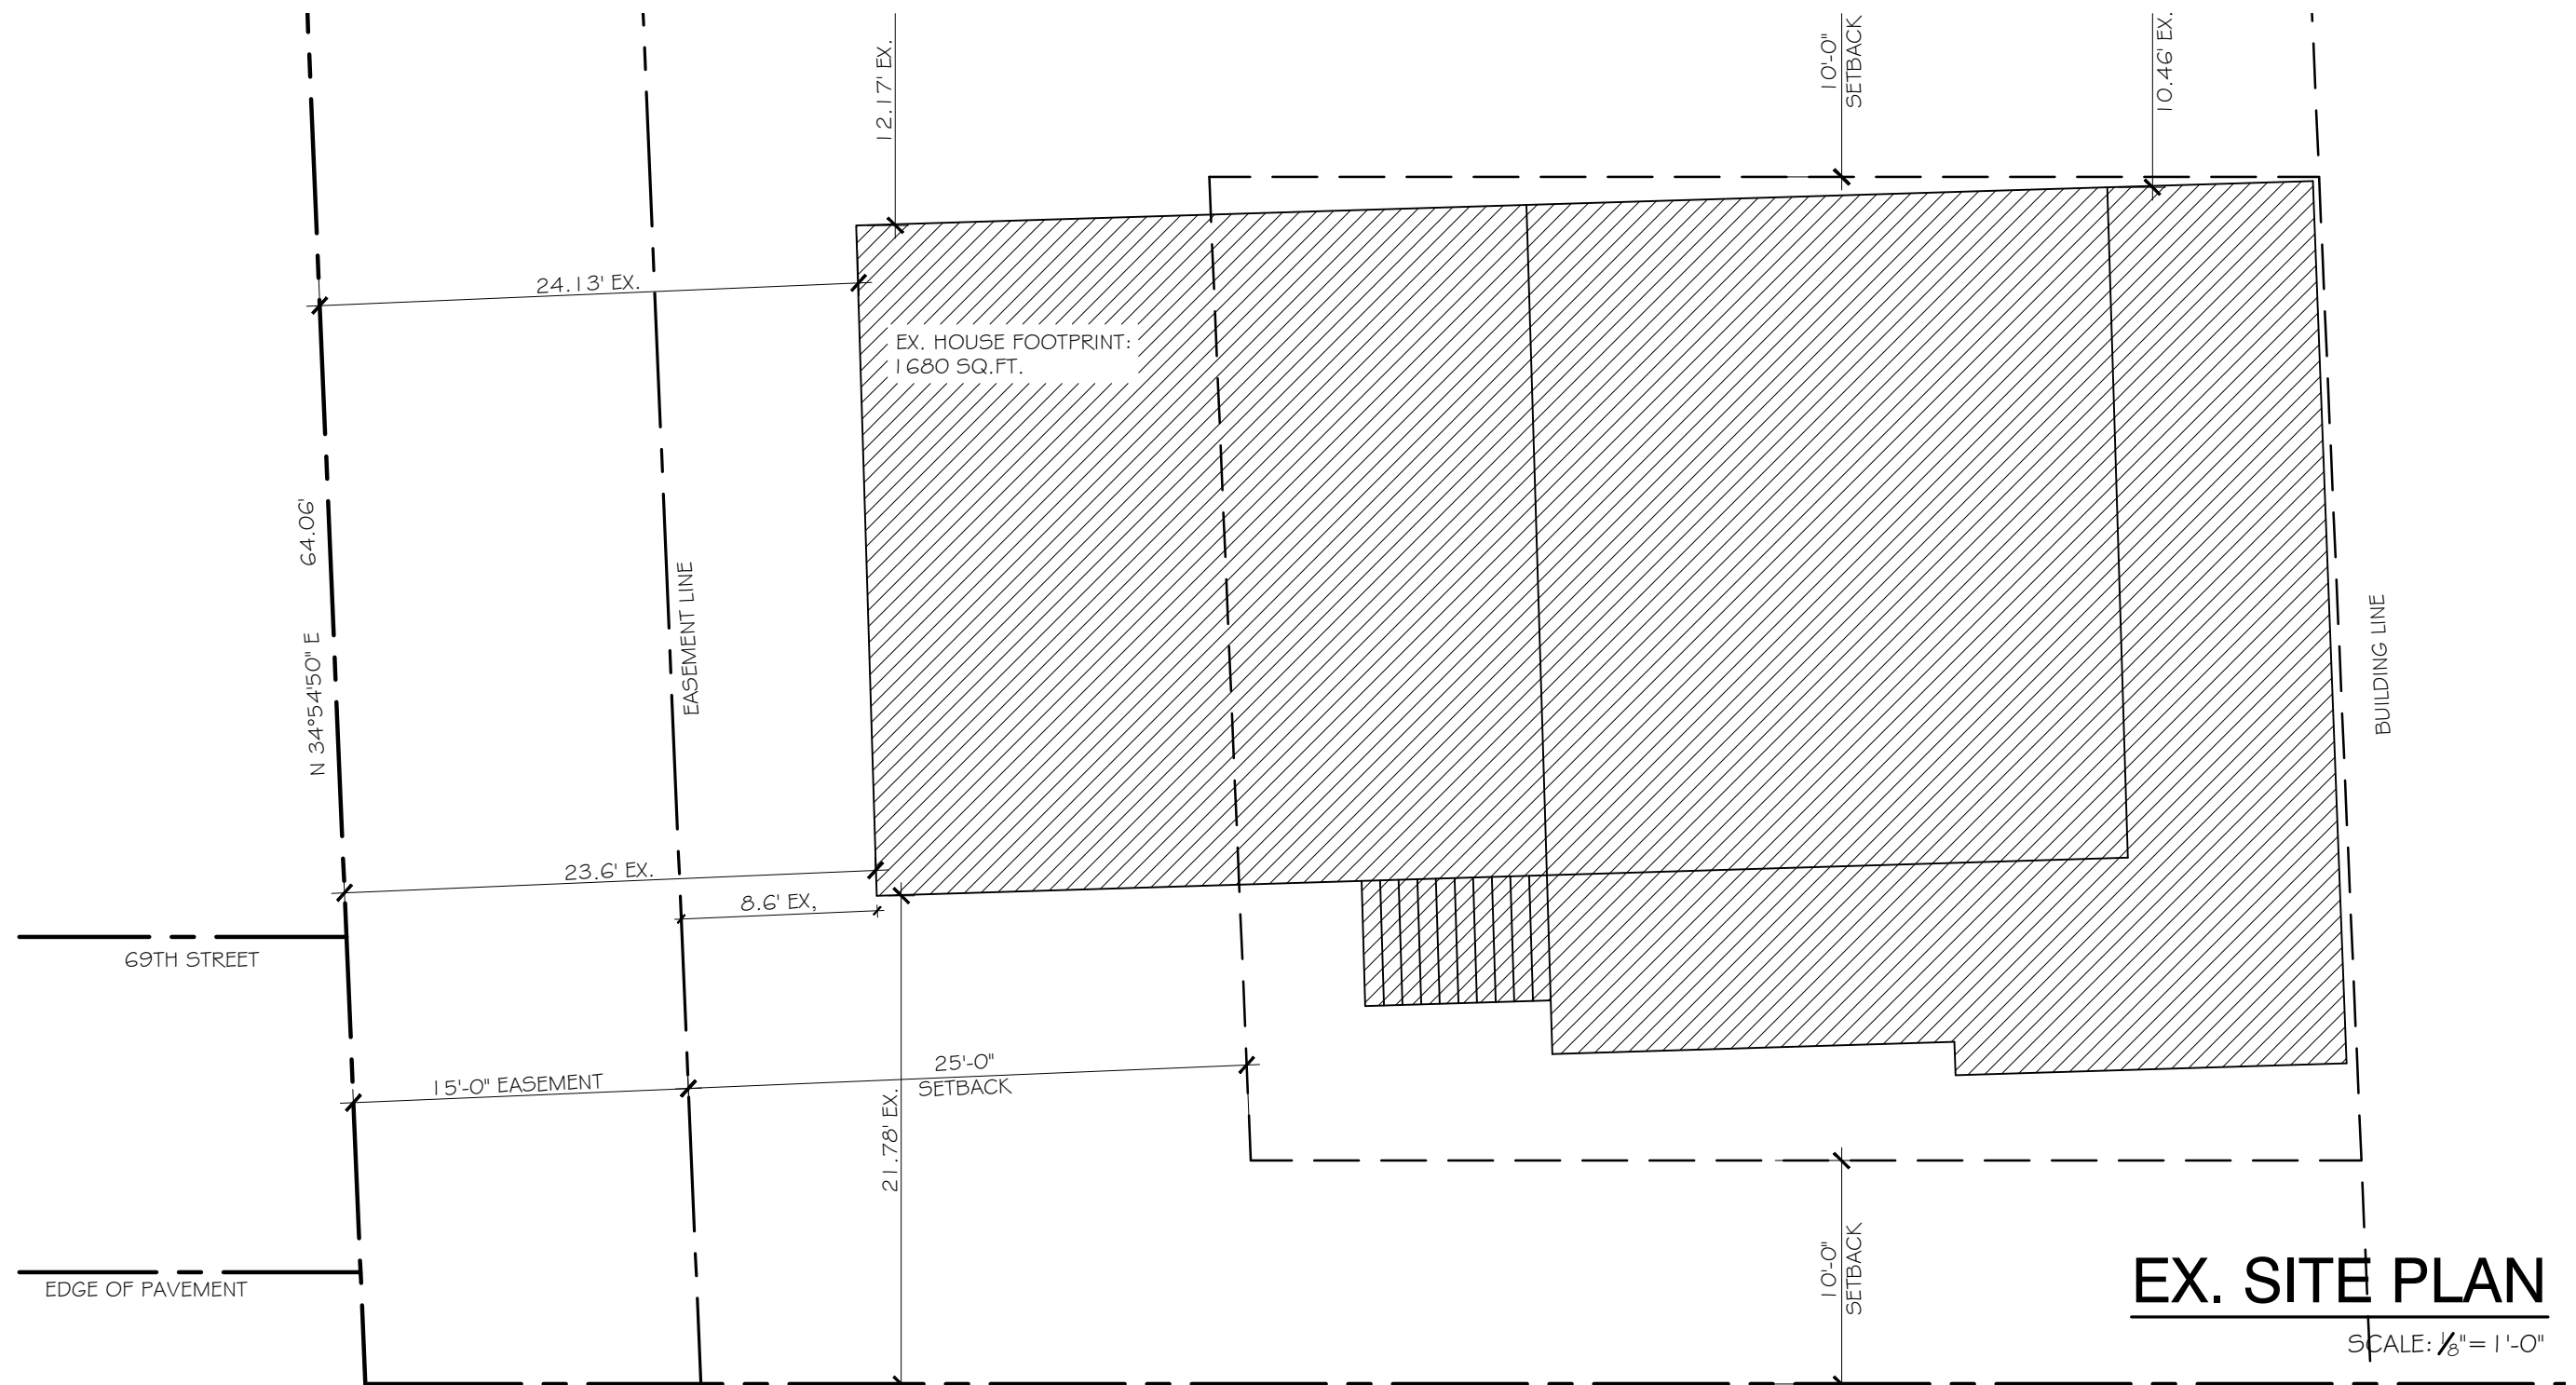 12.17' EX.
10'-0"
SETBACK
10.46' EX.
24.13' EX.
EX. HOUSE FOOTPRINT:
1680 SQ.FT.
N 34°54'50" E 64.06'
EASEMENT LINE
BUILDING LINE
23.6' EX.
8.6' EX,
69TH STREET
15'-0" EASEMENT
25'-0"
SETBACK
21.78' EX.
10'-0"
SETBACK
EDGE OF PAVEMENT
EX. SITE PLAN
SCALE: 1/8"= 1'-0"